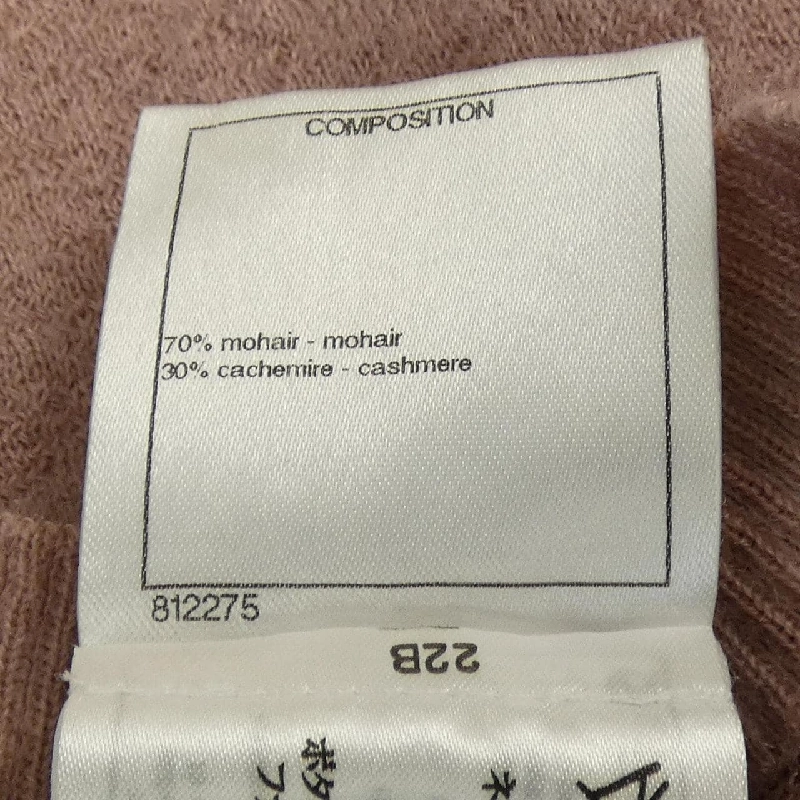 COMPOSITION
70% mohair - mohair
30% cachemire - cashmere
812275
22B